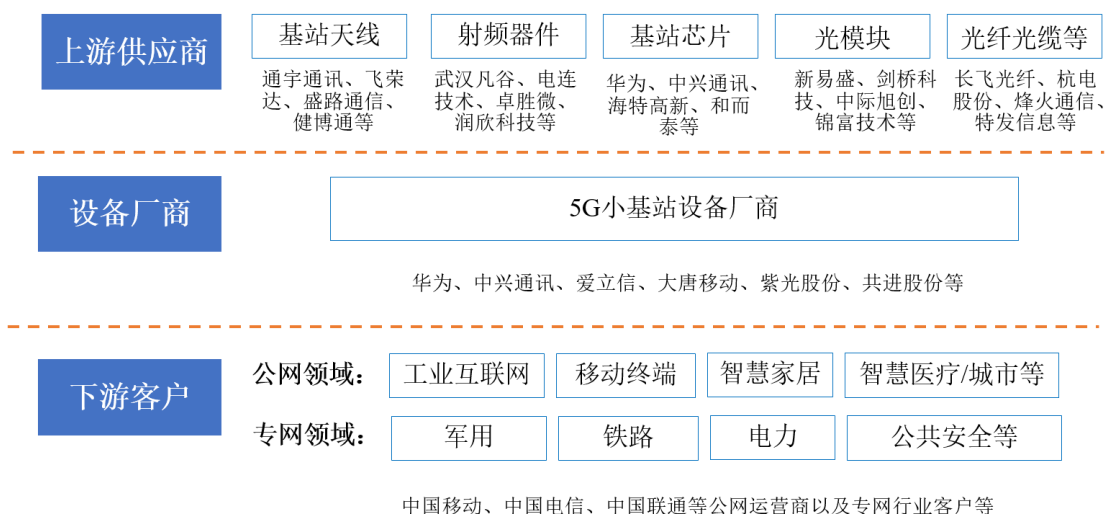 上游供应商
基站天线
射频器件
基站芯片
光模块
光纤光缆等
通宇通讯、飞荣
达、盛路通信、
健博通等
武汉凡谷、电连
技术、卓胜微、
润欣科技等
华为、中兴通讯、
海特高新、和而
泰等
新易盛、剑桥科
技、中际旭创、
锦富技术等
长飞光纤、杭电
股份、烽火通信、
特发信息等
设备厂商
5G小基站设备厂商
华为、中兴通讯、爱立信、大唐移动、紫光股份、共进股份等
下游客户
公网领域：
工业互联网
移动终端
智慧家居
智慧医疗/城市等
专网领域：
军用
铁路
电力
公共安全等
中国移动、中国电信、中国联通等公网运营商以及专网行业客户等